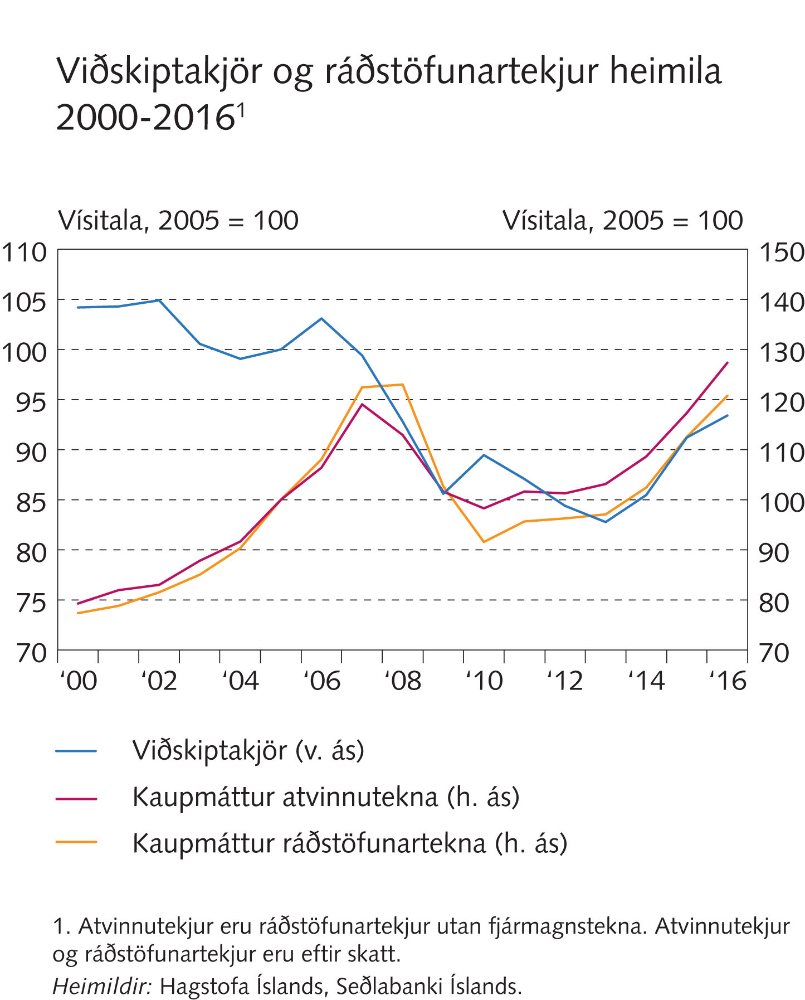 Viðskiptakjör og ráðstöfunartekjur heimila
2000-2016¹
Vísitala, 2005 = 100
Vísitala, 2005 = 100
110
105
100
95
90
85
80
75
70
150
140
130
120
110
100
90
80
70
‘00 ‘02 ‘04 ‘06 ‘08 ‘10 ‘12 ‘14 ‘16
Viðskiptakjör (v. ás)
Kaupmáttur atvinnutekna (h. ás)
Kaupmáttur ráðstöfunartekna (h. ás)
1. Atvinnutekjur eru ráðstöfunartekjur utan fjármagnstekna. Atvinnutekjur
og ráðstöfunartekjur eru eftir skatt.
Heimildir: Hagstofa Íslands, Seðlabanki Íslands.